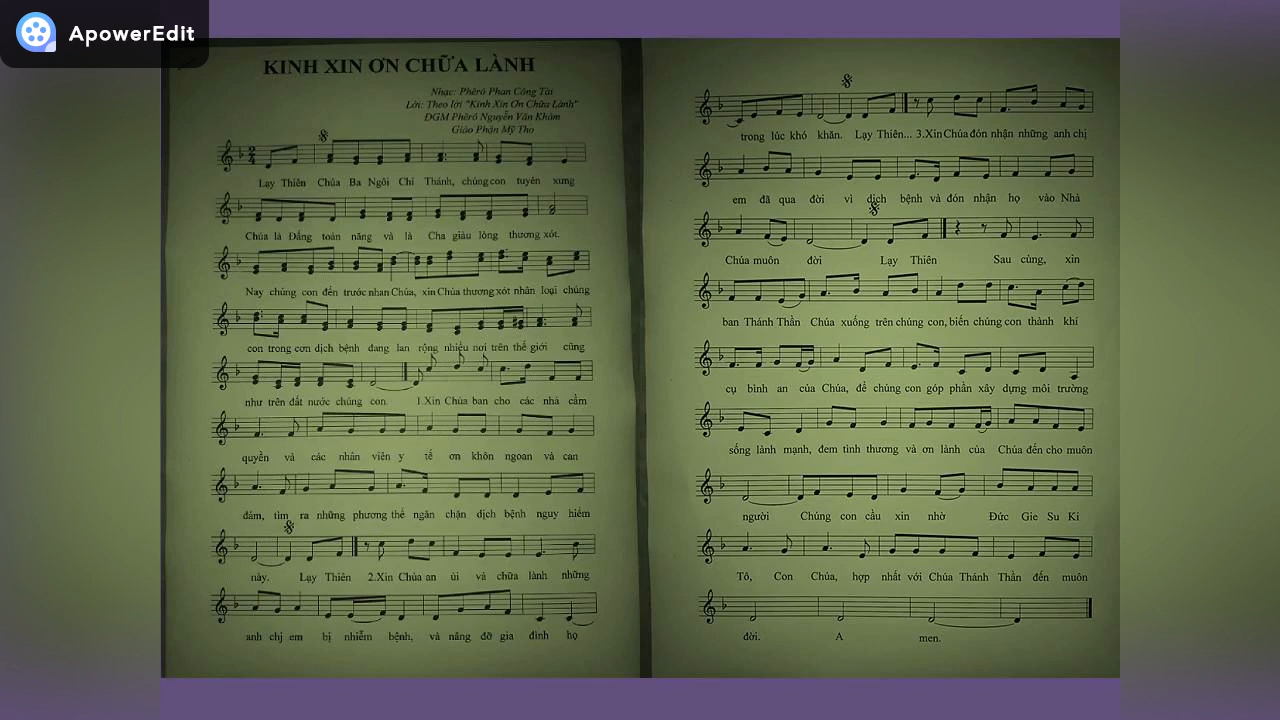 ApowerEdit
KINH XIN ƠN CHỮA LÀNH
Nhạc: Phêrô Phan Công Tài
Lời: Theo lời "Kinh Xin Ơn Chữa Lành"
ĐGM Phêrô Nguyễn Văn Khảm
Giáo Phận Mỹ Tho
Lạy Thiên Chúa Ba Ngôi Chí Thánh, chúng con tuyên xưng
Chúa là Đấng toàn năng và là Cha giàu lòng thương xót.
Nay chúng con đến trước nhan Chúa, xin Chúa thương xót nhân loại chúng
con trong cơn dịch bệnh đang lan rộng nhiều nơi trên thế giới cũng
như trên đất nước chúng con. 1.Xin Chúa ban cho các nhà cầm
quyền và các nhân viên y tế ơn khôn ngoan và can
đảm, tìm ra những phương thế ngăn chặn dịch bệnh nguy hiểm
này. Lạy Thiên 2.Xin Chúa an ủi và chữa lành những
anh chị em bị nhiễm bệnh, và nâng đỡ gia đình họ
trong lúc khó khăn. Lạy Thiên... 3.Xin Chúa đón nhận những anh chị
em đã qua đời vì dịch bệnh và đón nhận họ vào Nhà
Chúa muôn đời Lạy Thiên Sau cùng, xin
ban Thánh Thần Chúa xuống trên chúng con, biến chúng con thành khí
cụ bình an của Chúa, để chúng con góp phần xây dựng môi trường
sống lành mạnh, đem tình thương và ơn lành của Chúa đến cho muôn
người Chúng con cầu xin nhờ Đức Gie Su Ki
Tô, Con Chúa, hợp nhất với Chúa Thánh Thần đến muôn
đời. A men.